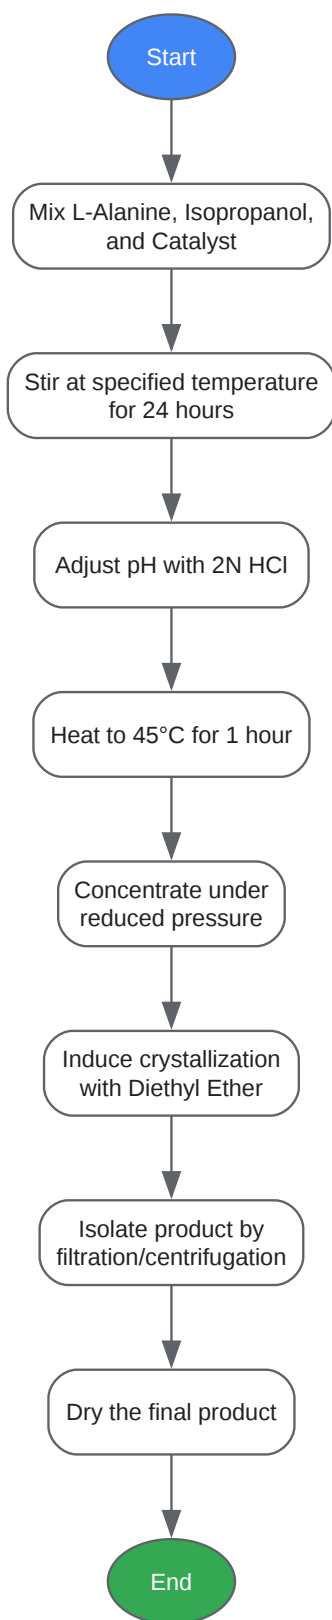 Start
Mix L-Alanine, Isopropanol,
and Catalyst
Stir at specified temperature
for 24 hours
Adjust pH with 2N HCl
Heat to 45°C for 1 hour
Concentrate under
reduced pressure
Induce crystallization
with Diethyl Ether
Isolate product by
filtration/centrifugation
Dry the final product
End